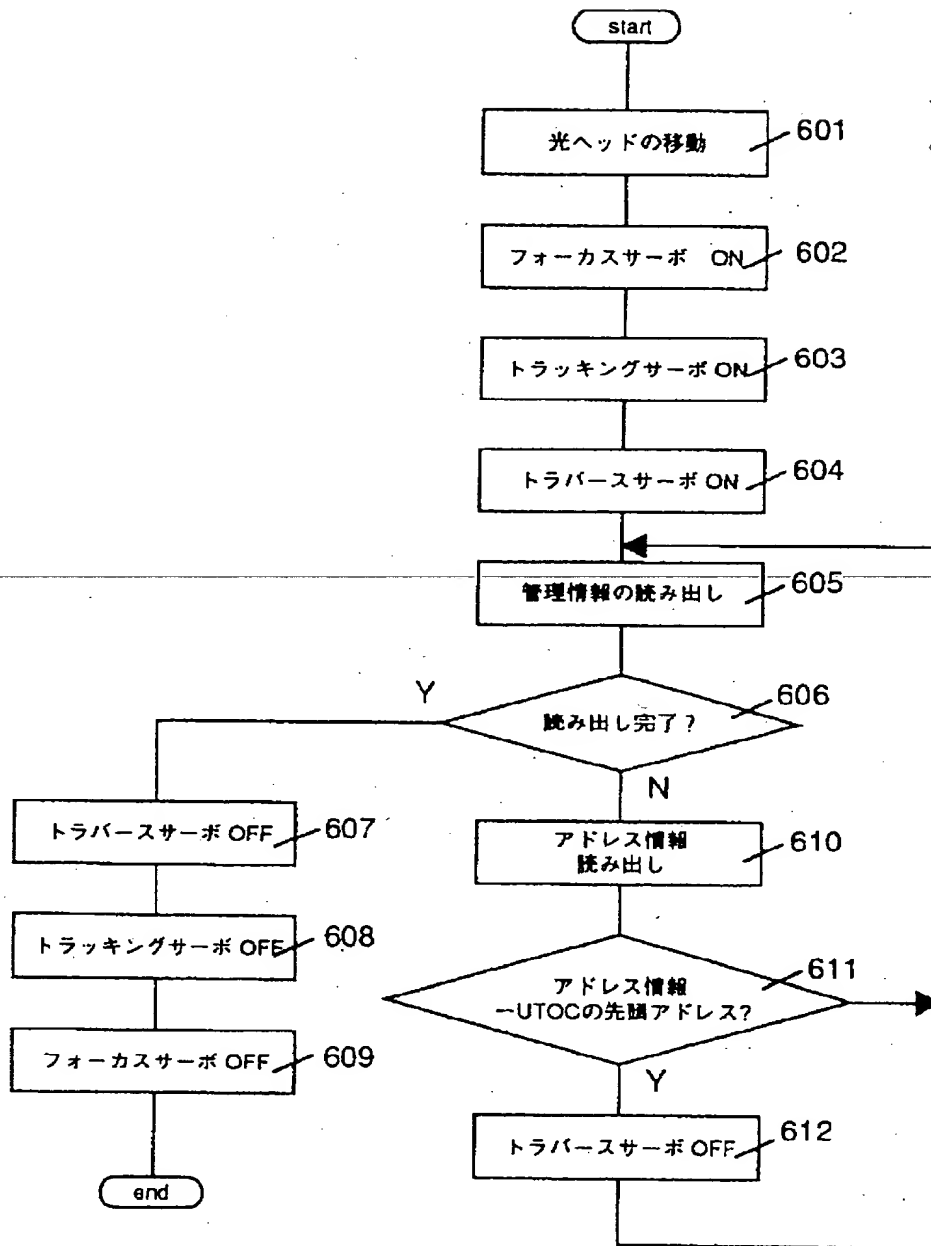 start
光ヘッドの移動
601
フォーカスサーボ ON
602
トラッキングサーボ ON
603
トラバースサーボ ON
604
管理情報の読み出し
605
読み出し完了?
606
Y
N
トラバースサーボ OFF
607
アドレス情報
読み出し
610
トラッキングサーボ OFF
608
アドレス情報
ーUTOCの先頭アドレス?
611
フォーカスサーボ OFF
609
Y
トラバースサーボ OFF
612
end